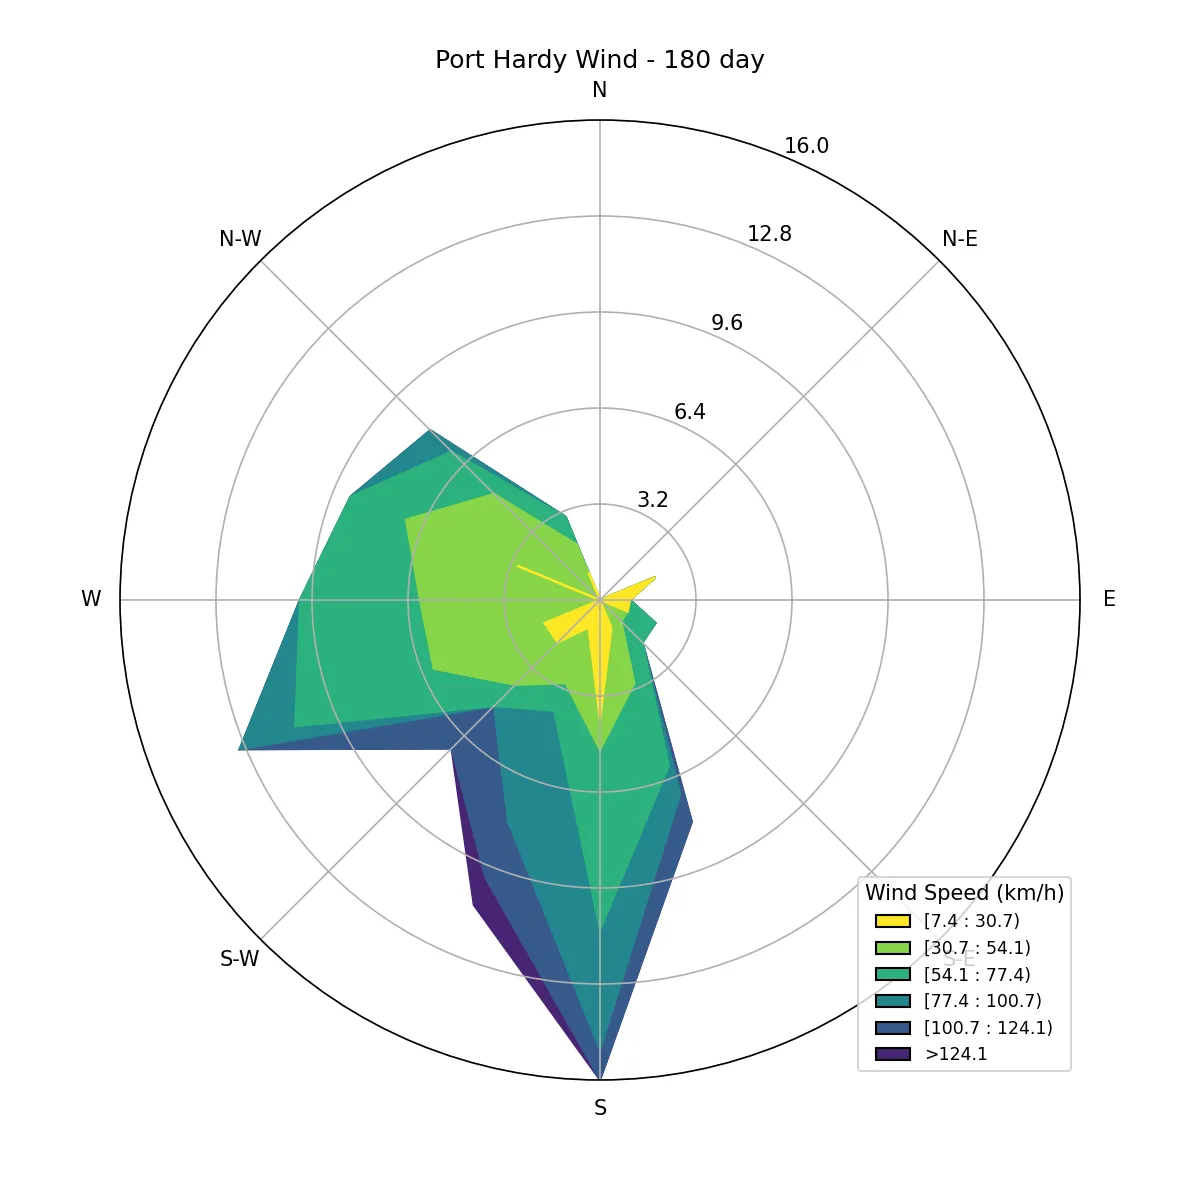 Port Hardy Wind - 180 day
N
16.0
N-W
12.8
N-E
9.6
6.4
3.2
W
E
S-W
S-E
Wind Speed (km/h)
[7.4 : 30.7)
[30.7 : 54.1)
[54.1 : 77.4)
[77.4 : 100.7)
[100.7 : 124.1)
>124.1
S